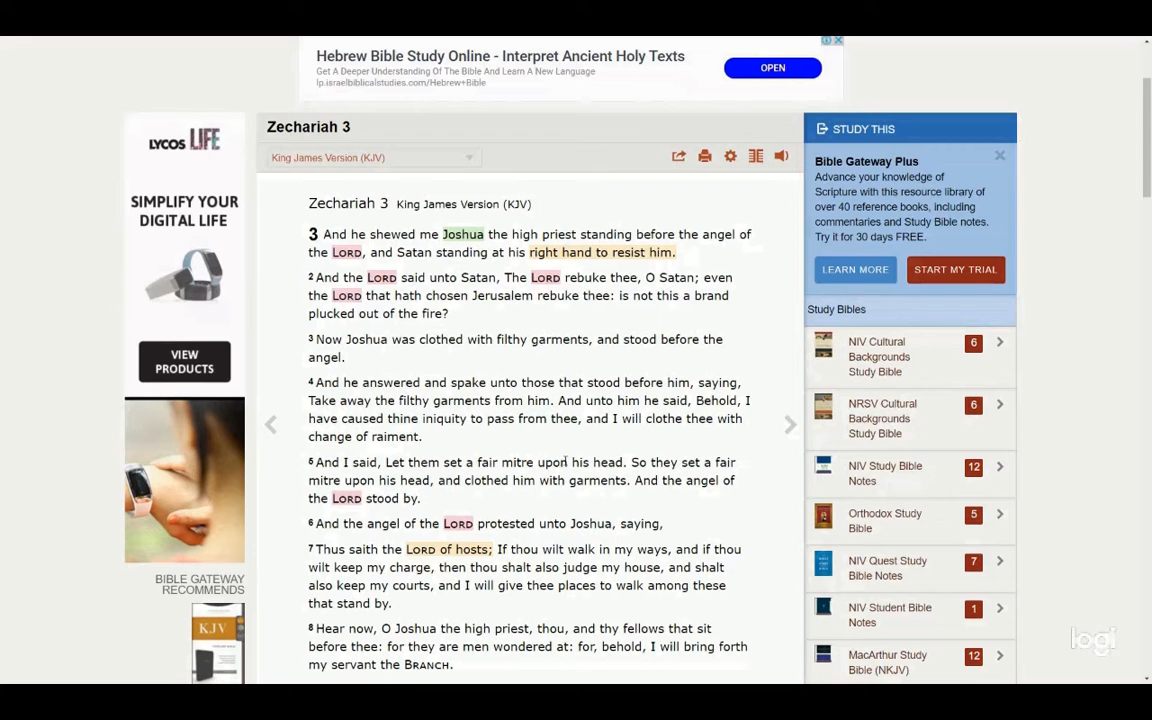 Hebrew Bible Study Online - Interpret Ancient Holy Texts
Get A Deeper Understanding Of The Bible And Learn A New Language
lp.israelbiblicalstudies.com/Hebrew+Bible
OPEN
LYCOS LIFE
SIMPLIFY YOUR
DIGITAL LIFE
VIEW
PRODUCTS
BIBLE GATEWAY
RECOMMENDS
KJV
Zechariah 3
King James Version (KJV)
Zechariah 3 King James Version (KJV)
3 And he shewed me Joshua the high priest standing before the angel of
the LORD, and Satan standing at his right hand to resist him.
2 And the LORD said unto Satan, The LORD rebuke thee, O Satan; even
the LORD that hath chosen Jerusalem rebuke thee: is not this a brand
plucked out of the fire?
3 Now Joshua was clothed with filthy garments, and stood before the
angel.
4 And he answered and spake unto those that stood before him, saying,
Take away the filthy garments from him. And unto him he said, Behold, I
have caused thine iniquity to pass from thee, and I will clothe thee with
change of raiment.
5 And I said, Let them set a fair mitre upon his head. So they set a fair
mitre upon his head, and clothed him with garments. And the angel of
the LORD stood by.
6 And the angel of the LORD protested unto Joshua, saying,
7 Thus saith the LORD of hosts; If thou wilt walk in my ways, and if thou
wilt keep my charge, then thou shalt also judge my house, and shalt
also keep my courts, and I will give thee places to walk among these
that stand by.
8 Hear now, O Joshua the high priest, thou, and thy fellows that sit
before thee: for they are men wondered at: for, behold, I will bring forth
my servant the BRANCH.
STUDY THIS
Bible Gateway Plus
Advance your knowledge of
Scripture with this resource library of
over 40 reference books, including
commentaries and Study Bible notes.
Try it for 30 days FREE.
LEARN MORE
START MY TRIAL
Study Bibles
NIV Cultural
Backgrounds
Study Bible
6
NRSV Cultural
Backgrounds
Study Bible
6
NIV Study Bible
Notes
12
Orthodox Study
Bible
5
NIV Quest Study
Bible Notes
7
NIV Student Bible
Notes
1
MacArthur Study
Bible (NKJV)
12
logi